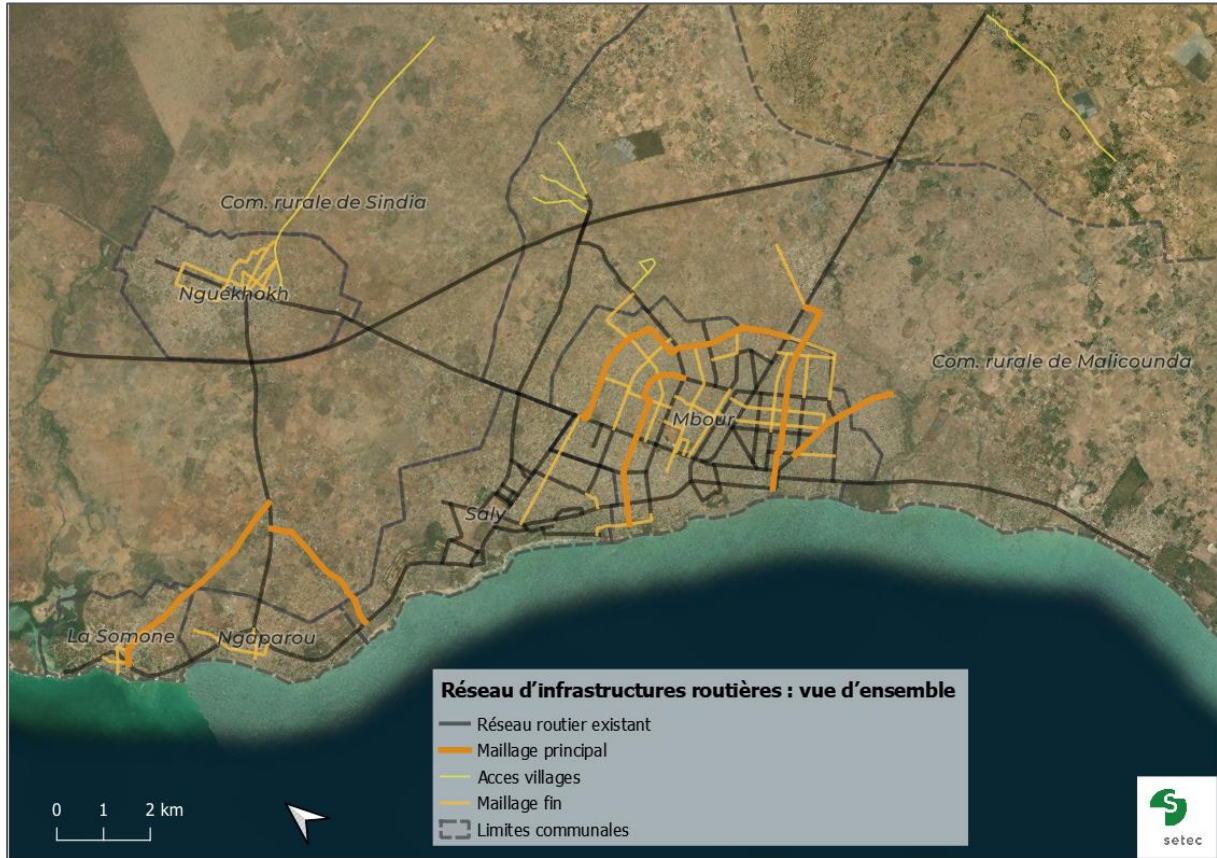 Com. rurale de Sindia
Nguékhokh
Com. rurale de Malicounda
Mbour
Saly
La Somone
Ngaparou
Réseau d’infrastructures routières : vue d’ensemble
Réseau routier existant
Maillage principal
Acces villages
Maillage fin
Limites communales
0 1 2 km
S
setec